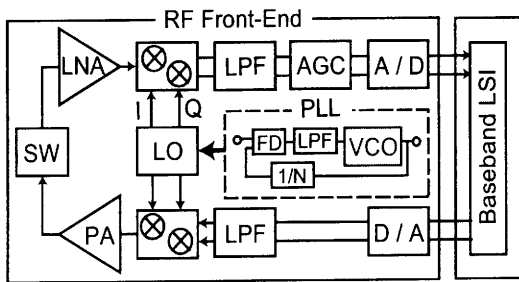 RF Front-End
LNA
LPF
AGC
A / D
I
Q
PLL
SW
LO
FD
LPF
VCO
1/N
PA
LPF
D / A
Baseband LSI